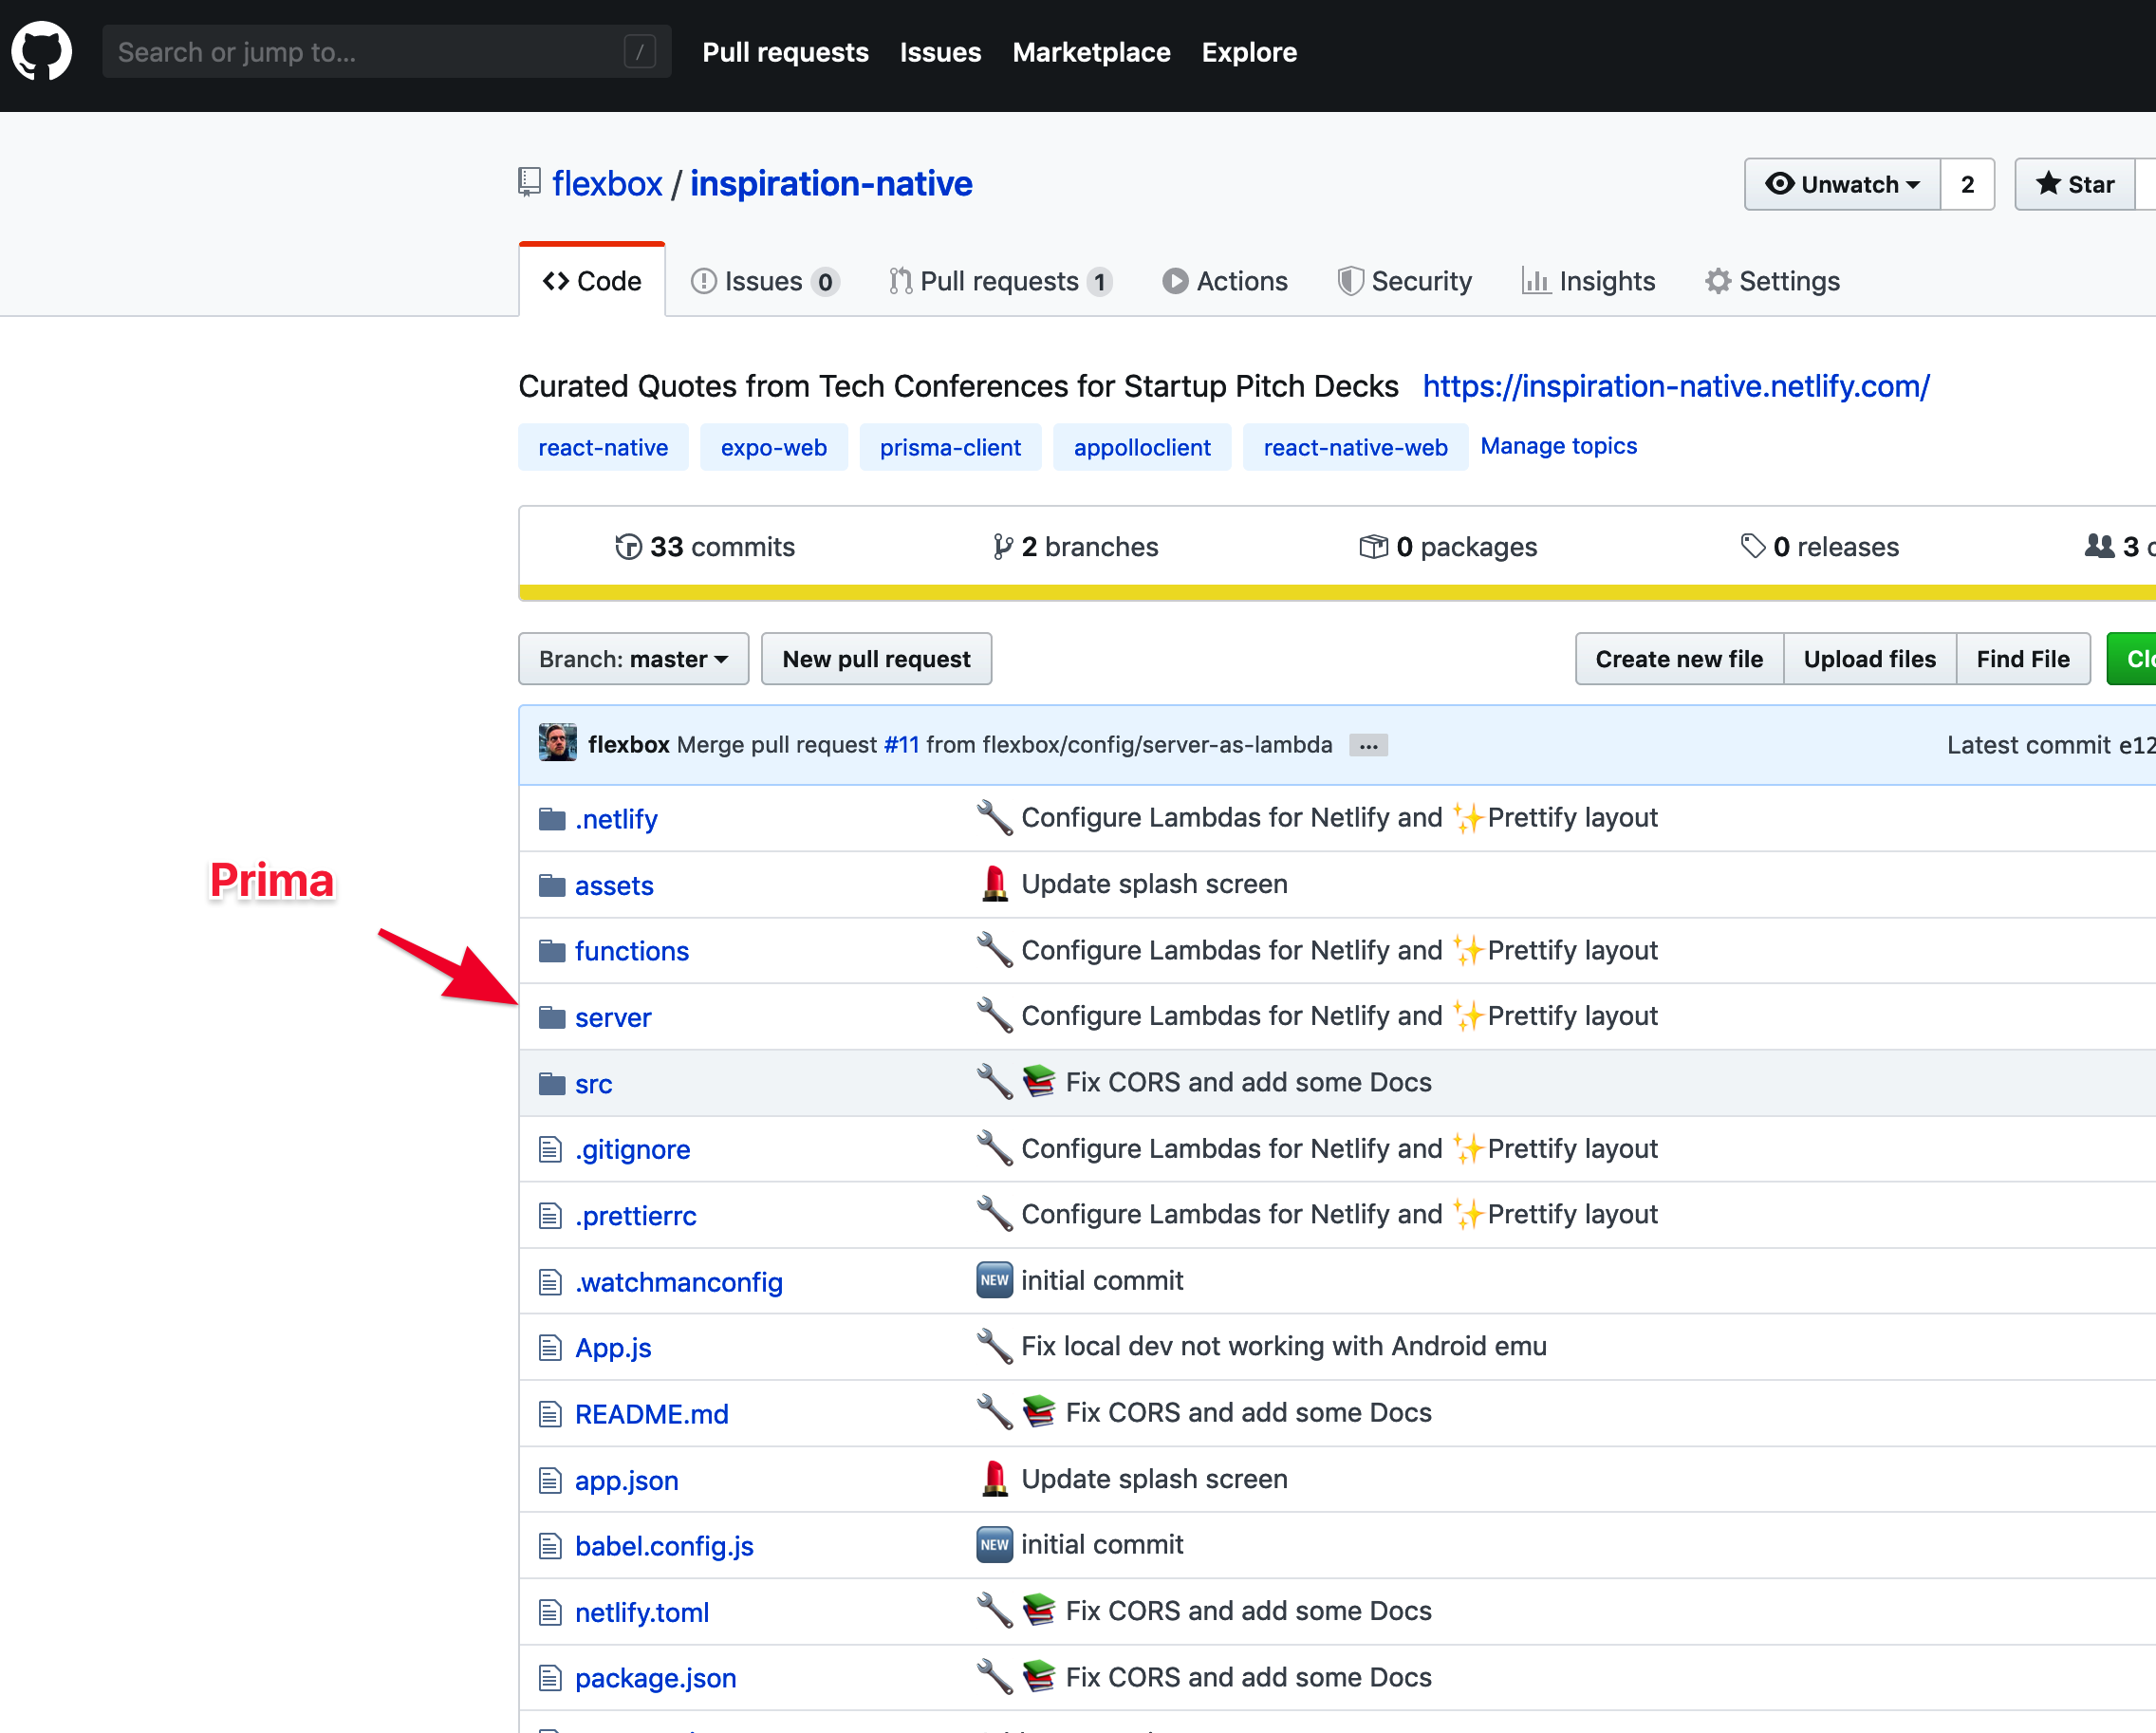 Search or jump to... /
Pull requests Issues Marketplace Explore
flexbox / inspiration-native
Unwatch 2 Star
Code Issues 0 Pull requests 1 Actions Security Insights Settings
Curated Quotes from Tech Conferences for Startup Pitch Decks https://inspiration-native.netlify.com/
react-native expo-web prisma-client appolloclient react-native-web Manage topics
33 commits 2 branches 0 packages 0 releases 3
Branch: master New pull request Create new file Upload files Find File
flexbox Merge pull request #11 from flexbox/config/server-as-lambda ... Latest commit e12
.netlify 🔧 Configure Lambdas for Netlify and ✨Prettify layout
Prima
assets 💄 Update splash screen
functions 🔧 Configure Lambdas for Netlify and ✨Prettify layout
server 🔧 Configure Lambdas for Netlify and ✨Prettify layout
src 🔧 📚 Fix CORS and add some Docs
.gitignore 🔧 Configure Lambdas for Netlify and ✨Prettify layout
.prettierrc 🔧 Configure Lambdas for Netlify and ✨Prettify layout
.watchmanconfig 🆕 initial commit
App.js 🔧 Fix local dev not working with Android emu
README.md 🔧 📚 Fix CORS and add some Docs
app.json 💄 Update splash screen
babel.config.js 🆕 initial commit
netlify.toml 🔧 📚 Fix CORS and add some Docs
package.json 🔧 📚 Fix CORS and add some Docs